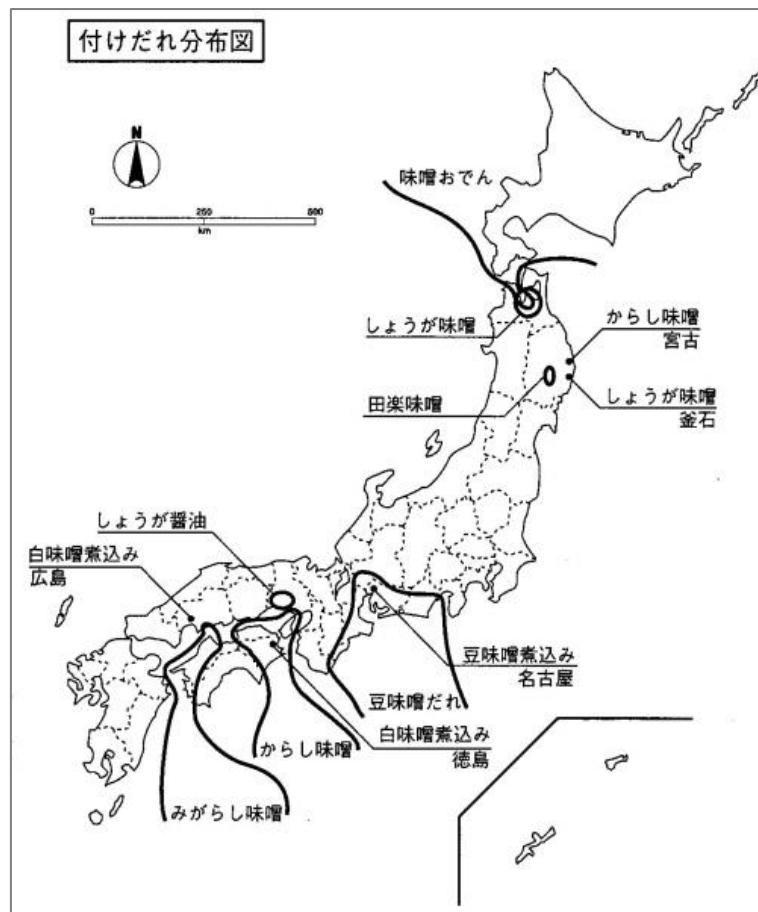 付けだれ分布図
N
0 250 500
km
味噌おでん
しょうが味噌
からし味噌
宮古
田楽味噌
しょうが味噌
釜石
しょうが醤油
白味噌煮込み
広島
豆味噌煮込み
名古屋
豆味噌だれ
白味噌煮込み
徳島
からし味噌
みがらし味噌